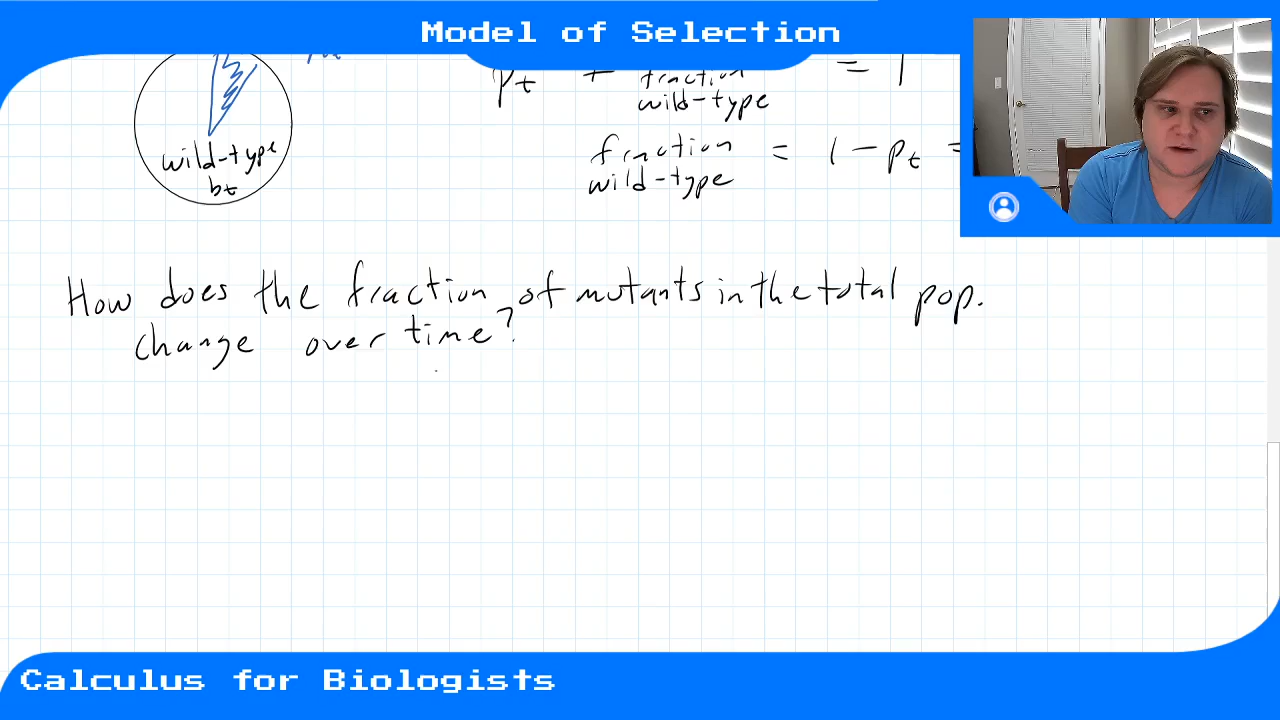 Model of Selection
wild-type
bt
pt + fraction = 1
wild-type
fraction = 1 - pt =
wild-type
How does the fraction of mutants in the total pop.
change over time?
Calculus for Biologists